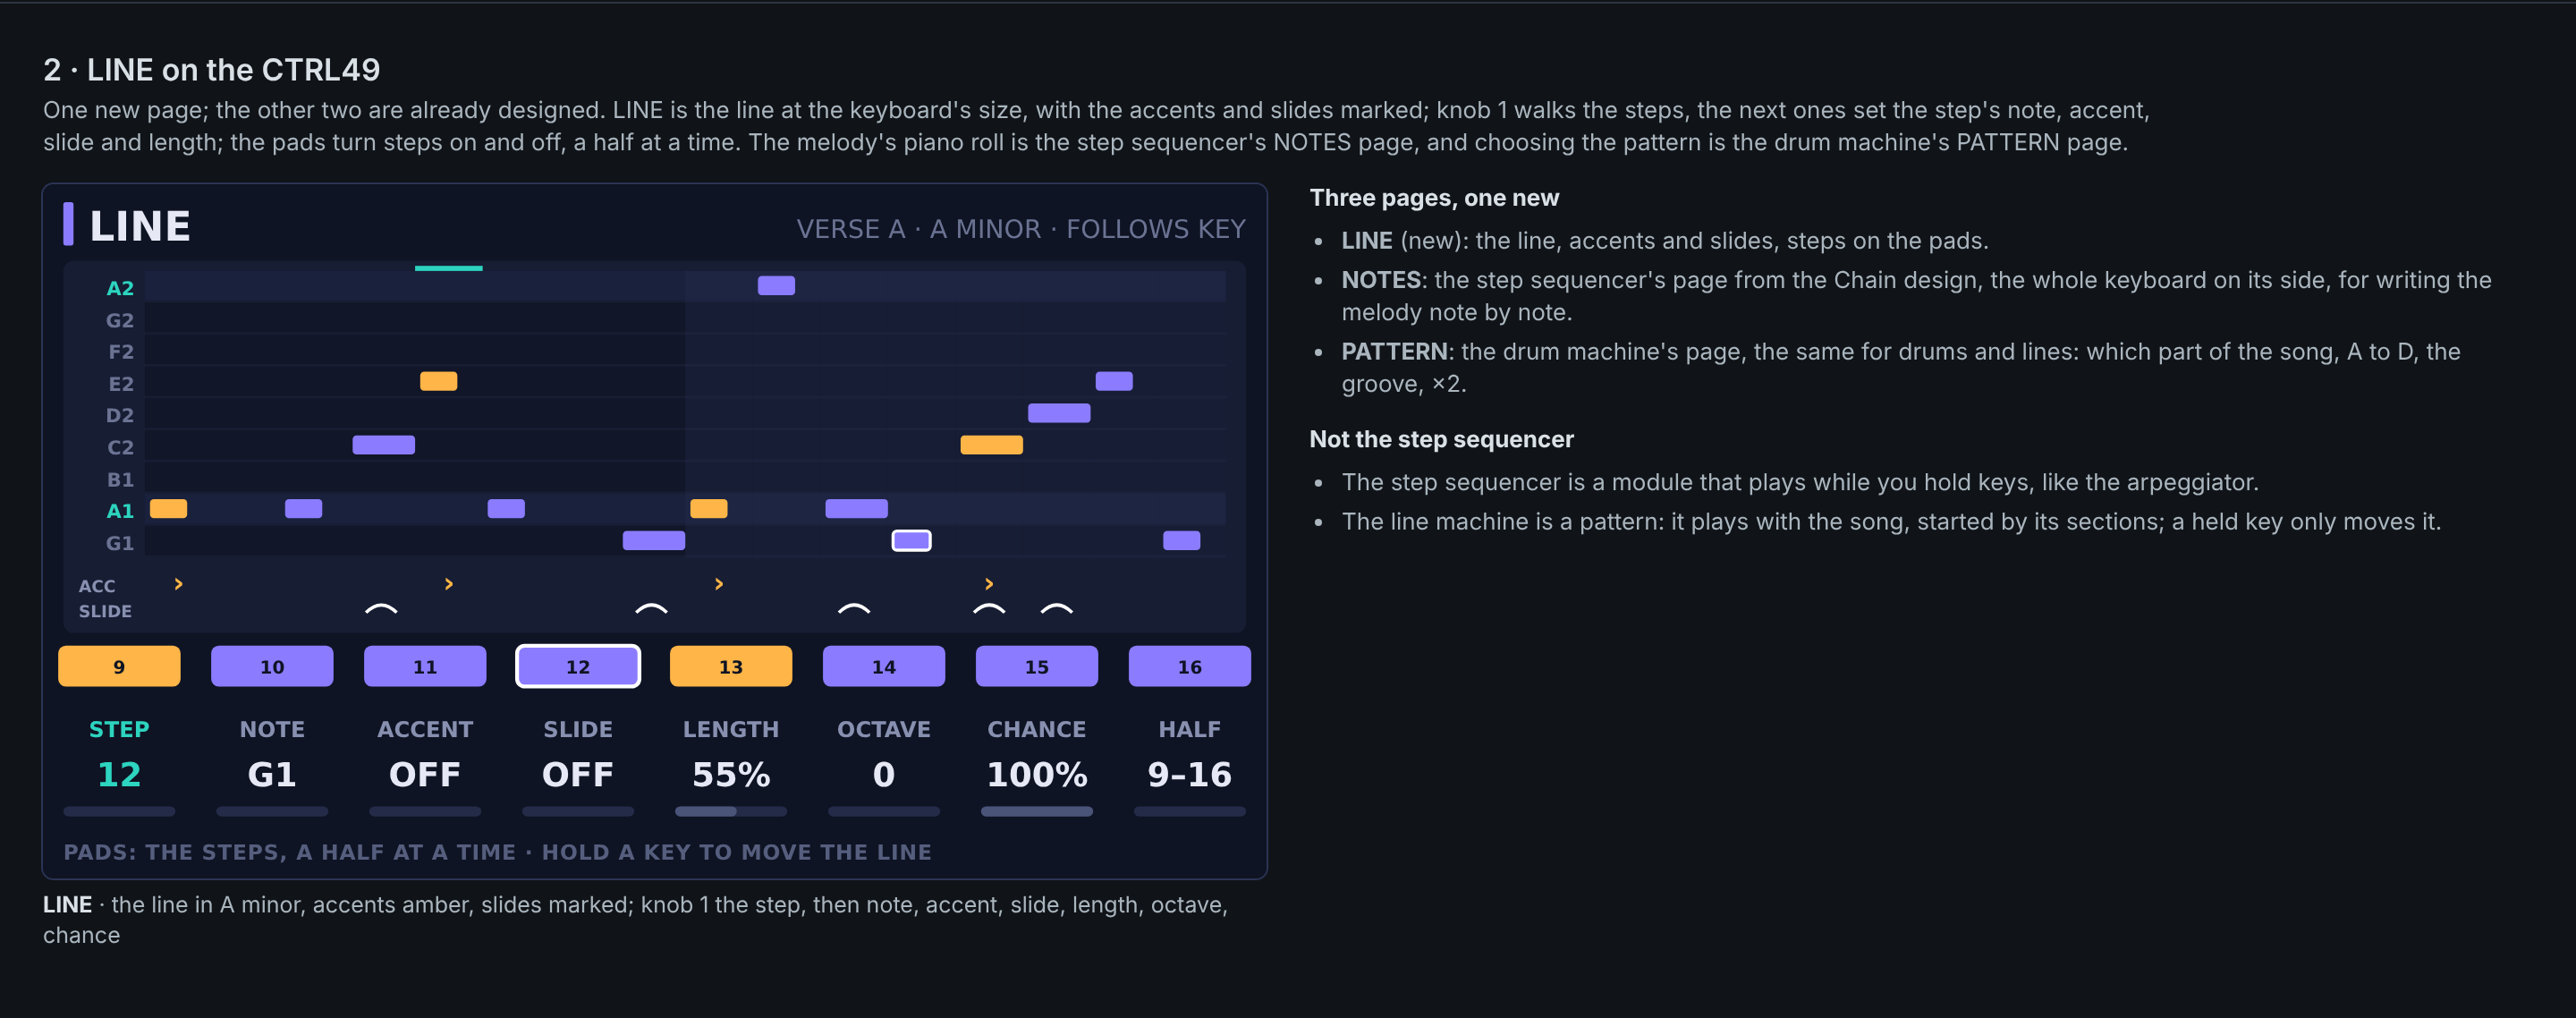 2 · LINE on the CTRL49
One new page; the other two are already designed. LINE is the line at the keyboard's size, with the accents and slides marked; knob 1 walks the steps, the next ones set the step's note, accent,
slide and length; the pads turn steps on and off, a half at a time. The melody's piano roll is the step sequencer's NOTES page, and choosing the pattern is the drum machine's PATTERN page.
LINE
VERSE A · A MINOR · FOLLOWS KEY
A2
G2
F2
E2
D2
C2
B1
A1
G1
ACC
SLIDE
9 10 11 12 13 14 15 16
STEP NOTE ACCENT SLIDE LENGTH OCTAVE CHANCE HALF
12 G1 OFF OFF 55% 0 100% 9–16
PADS: THE STEPS, A HALF AT A TIME · HOLD A KEY TO MOVE THE LINE
LINE · the line in A minor, accents amber, slides marked; knob 1 the step, then note, accent, slide, length, octave,
chance
Three pages, one new
• LINE (new): the line, accents and slides, steps on the pads.
• NOTES: the step sequencer's page from the Chain design, the whole keyboard on its side, for writing the
melody note by note.
• PATTERN: the drum machine's page, the same for drums and lines: which part of the song, A to D, the
groove, ×2.
Not the step sequencer
• The step sequencer is a module that plays while you hold keys, like the arpeggiator.
• The line machine is a pattern: it plays with the song, started by its sections; a held key only moves it.